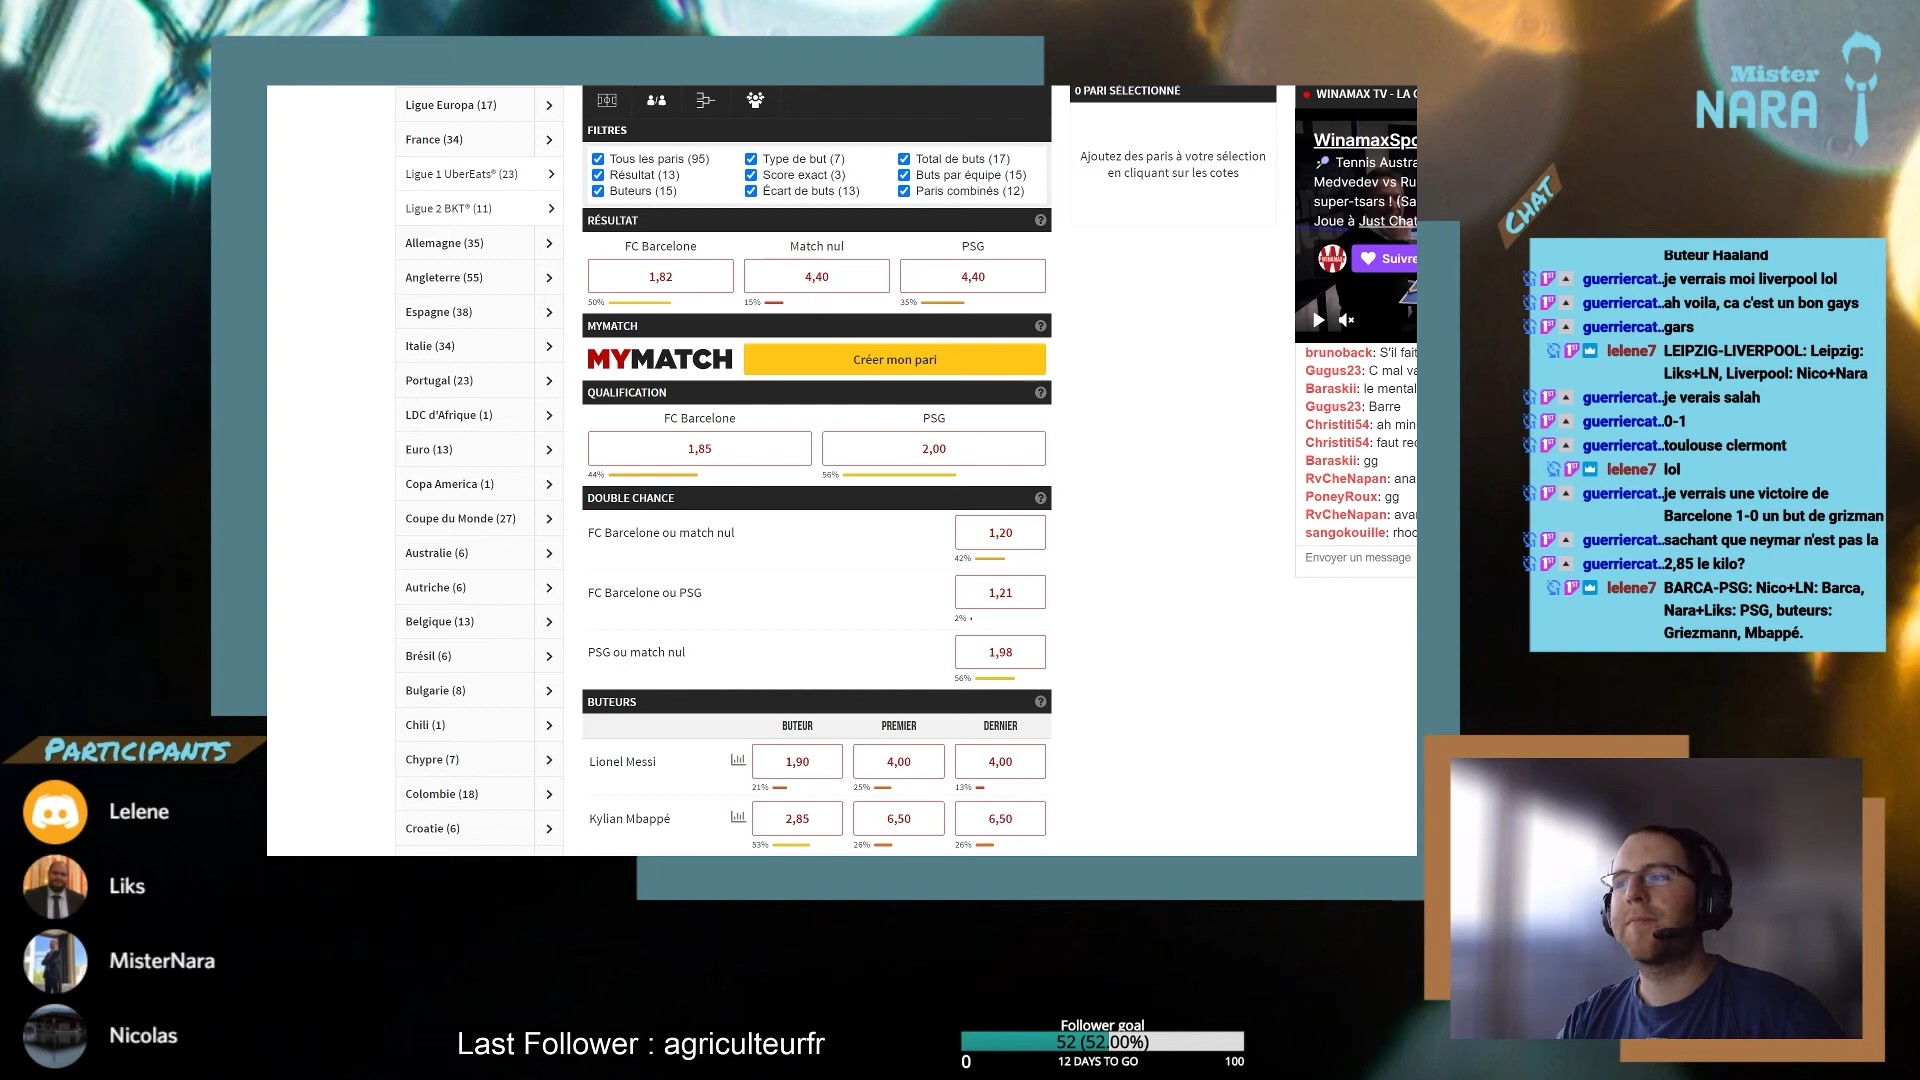 Mister
NARA
Ligue Europa (17)
France (34)
Ligue 1 UberEats® (23)
Ligue 2 BKT® (11)
Allemagne (35)
Angleterre (55)
Espagne (38)
Italie (34)
Portugal (23)
LDC d'Afrique (1)
Euro (13)
Copa America (1)
Coupe du Monde (27)
Australie (6)
Autriche (6)
Belgique (13)
Brésil (6)
Bulgarie (8)
Chili (1)
Chypre (7)
Colombie (18)
Croatie (6)
FILTRES
Tous les paris (95) Type de but (7) Total de buts (17)
Résultat (13) Score exact (3) Buts par équipe (15)
Buteurs (15) Écart de buts (13) Paris combinés (12)
RÉSULTAT
FC Barcelone Match nul PSG
1,82 4,40 4,40
50% 15% 35%
MYMATCH
MYMATCH Créer mon pari
QUALIFICATION
FC Barcelone PSG
1,85 2,00
44% 56%
DOUBLE CHANCE
FC Barcelone ou match nul 1,20
42%
FC Barcelone ou PSG 1,21
2%
PSG ou match nul 1,98
56%
BUTEURS
BUTEUR PREMIER DERNIER
Lionel Messi 1,90 4,00 4,00
21% 25% 13%
Kylian Mbappé 2,85 6,50 6,50
53% 26% 26%
0 PARI SÉLECTIONNÉ
Ajoutez des paris à votre sélection
en cliquant sur les cotes
WINAMAX TV - LA
WinamaxSpo
Tennis Austra
Medvedev vs Ru
super-tsars ! (Sa
Joue à Just Chat
Suivre
brunoback: S'il fait
Gugus23: C mal va
Baraskii: le mental
Gugus23: Barre
Christiti54: ah min
Christiti54: faut rec
Baraskii: gg
RvCheNapan: ana
PoneyRoux: gg
RvCheNapan: avai
sangokouille: rhoc
Envoyer un message
CHAT
Buteur Haaland
guerriercat..je verrais moi liverpool lol
guerriercat..ah voila, ca c'est un bon gays
guerriercat..gars
lelene7 LEIPZIG-LIVERPOOL: Leipzig:
Liks+LN, Liverpool: Nico+Nara
guerriercat..je verais salah
guerriercat..0-1
guerriercat..toulouse clermont
lelene7 lol
guerriercat..je verrais une victoire de
Barcelone 1-0 un but de grizman
guerriercat..sachant que neymar n'est pas la
guerriercat..2,85 le kilo?
lelene7 BARCA-PSG: Nico+LN: Barca,
Nara+Liks: PSG, buteurs:
Griezmann, Mbappé.
PARTICIPANTS
Lelene
Liks
MisterNara
Nicolas
Last Follower : agriculteurfr
Follower goal
52 (52.00%)
0 12 DAYS TO GO 100